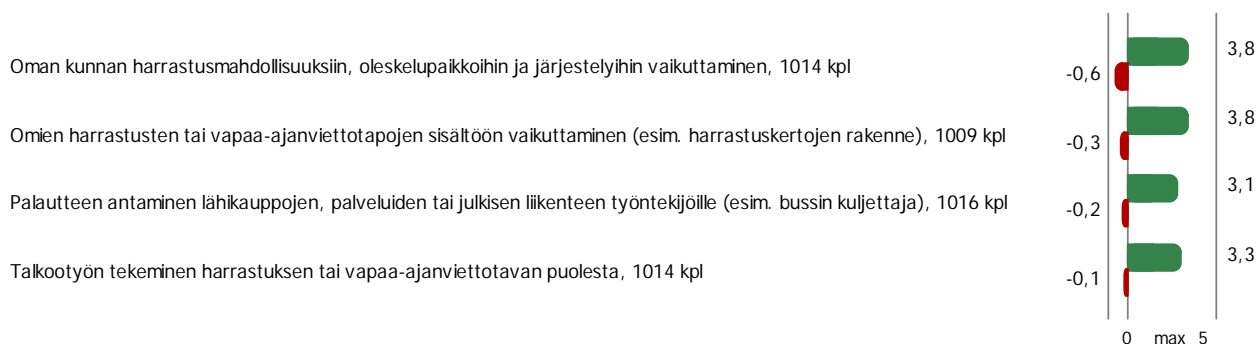 Oman kunnan harrastusmahdollisuuksiin, oleskelupaikkoihin ja järjestelyihin vaikuttaminen, 1014 kpl -0,6 3,8
Omien harrastusten tai vapaa-ajanviettotapojen sisältöön vaikuttaminen (esim. harrastuskertojen rakenne), 1009 kpl -0,3 3,8
Palautteen antaminen lähikauppojen, palveluiden tai julkisen liikenteen työntekijöille (esim. bussin kuljettaja), 1016 kpl -0,2 3,1
Talkootyön tekeminen harrastuksen tai vapaa-ajanviettotavan puolesta, 1014 kpl -0,1 3,3
0 max 5